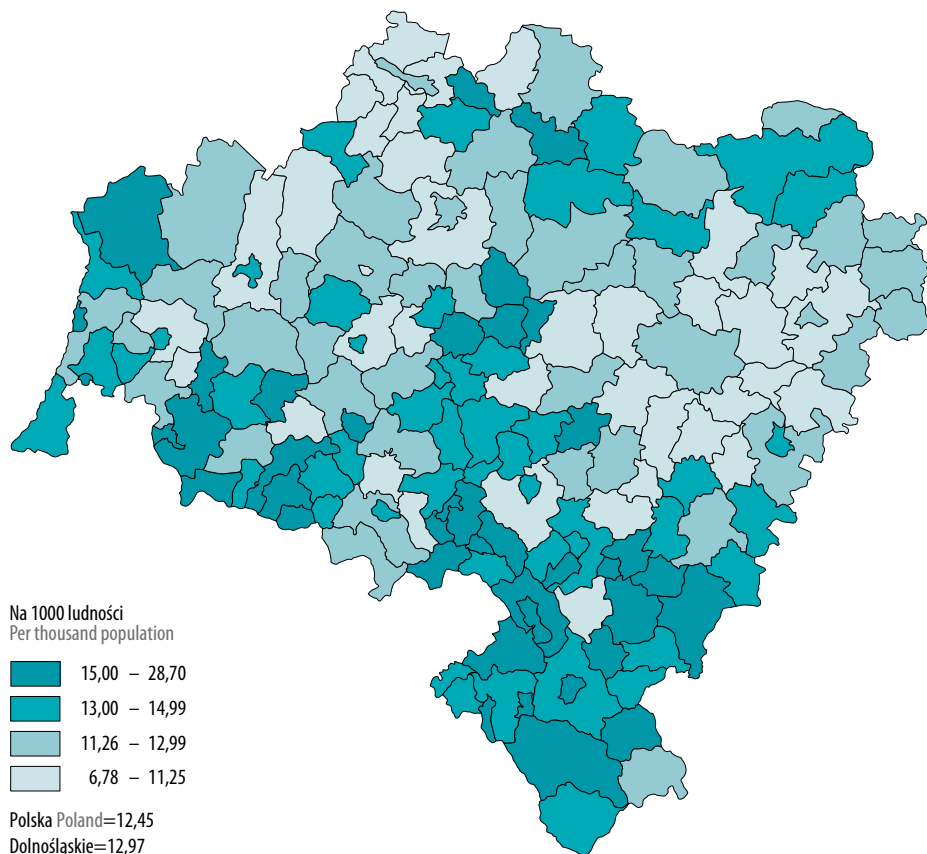 Na 1000 ludności
Per thousand population
15,00 – 28,70
13,00 – 14,99
11,26 – 12,99
6,78 – 11,25
Polska Poland=12,45
Dolnośląskie=12,97